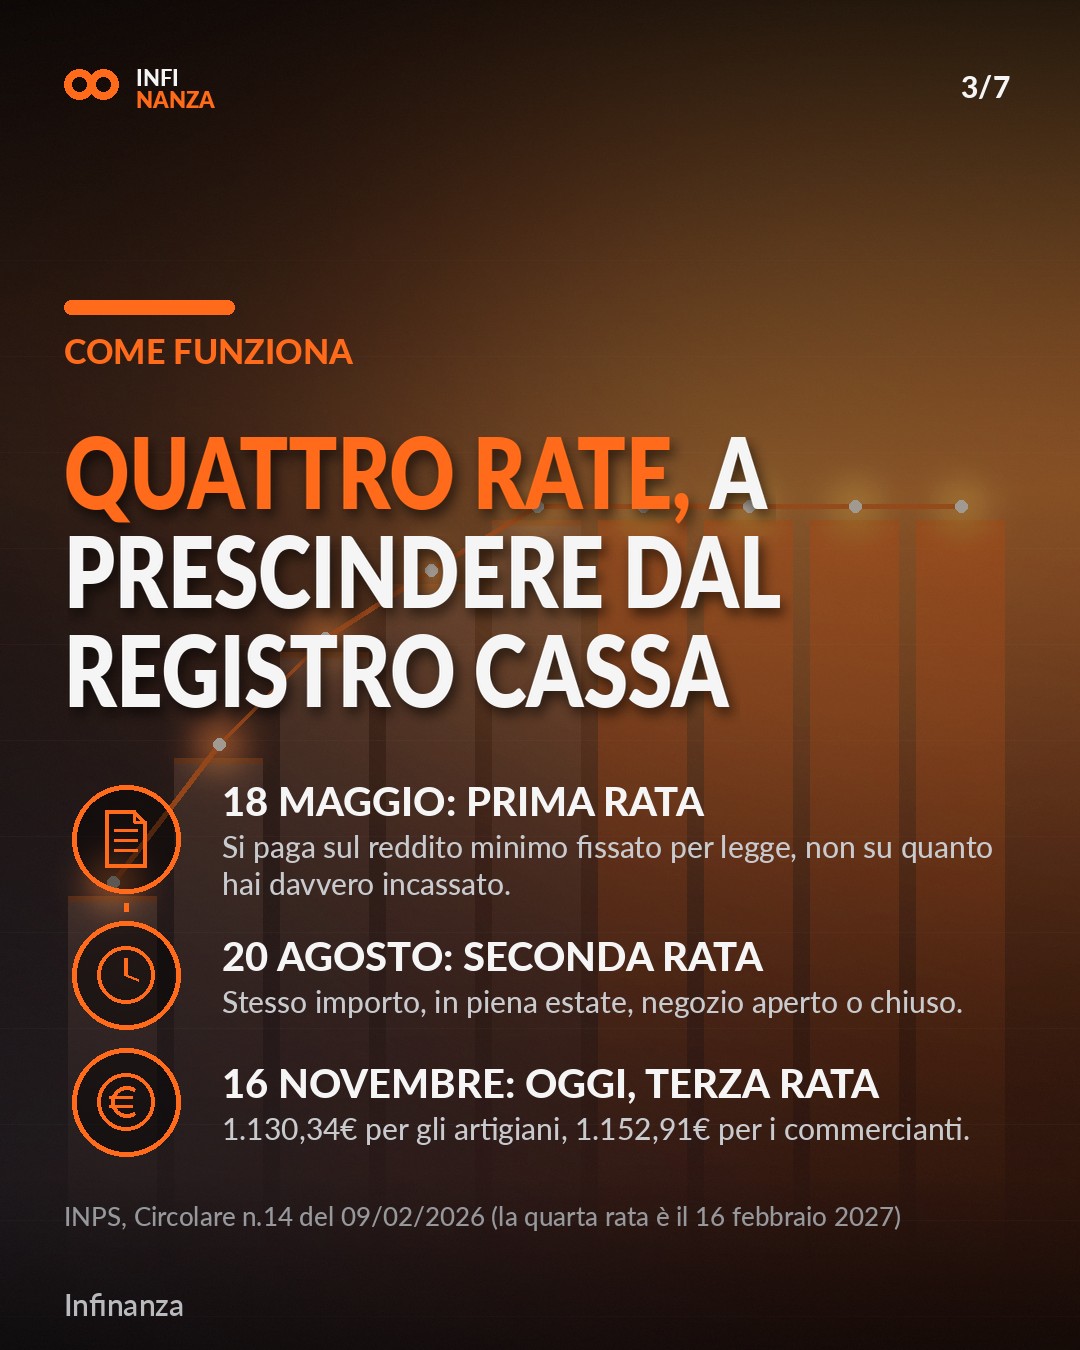 INFI
NANZA
3/7
COME FUNZIONA
QUATTRO RATE, A
PRESCINDERE DAL
REGISTRO CASSA
18 MAGGIO: PRIMA RATA
Si paga sul reddito minimo fissato per legge, non su quanto
hai davvero incassato.
20 AGOSTO: SECONDA RATA
Stesso importo, in piena estate, negozio aperto o chiuso.
16 NOVEMBRE: OGGI, TERZA RATA
1.130,34€ per gli artigiani, 1.152,91€ per i commercianti.
INPS, Circolare n.14 del 09/02/2026 (la quarta rata è il 16 febbraio 2027)
Infinanza